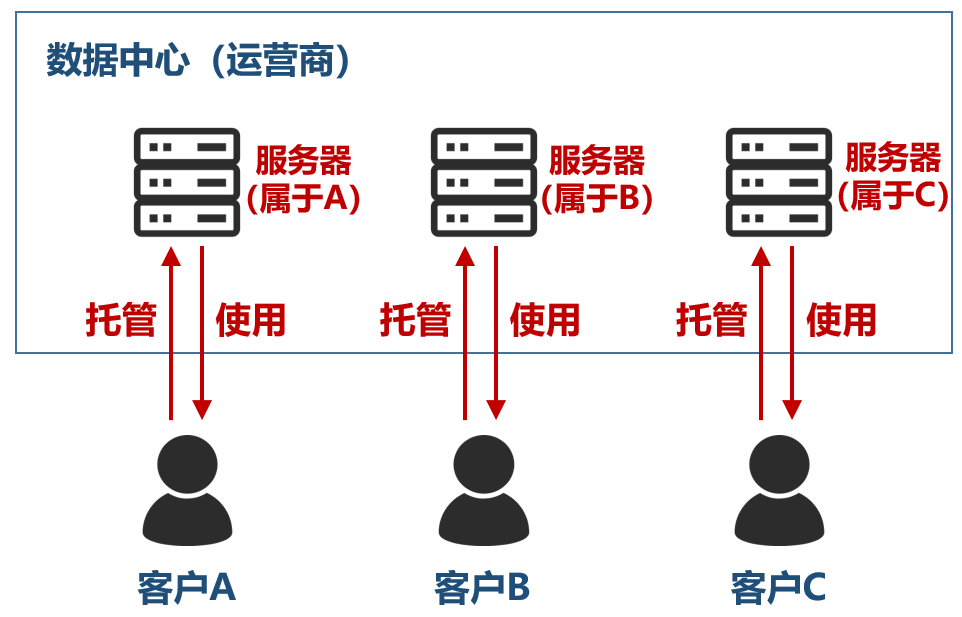 数据中心（运营商）
服务器
(属于A)
服务器
(属于B)
服务器
(属于C)
托管
使用
托管
使用
托管
使用
客户A
客户B
客户C